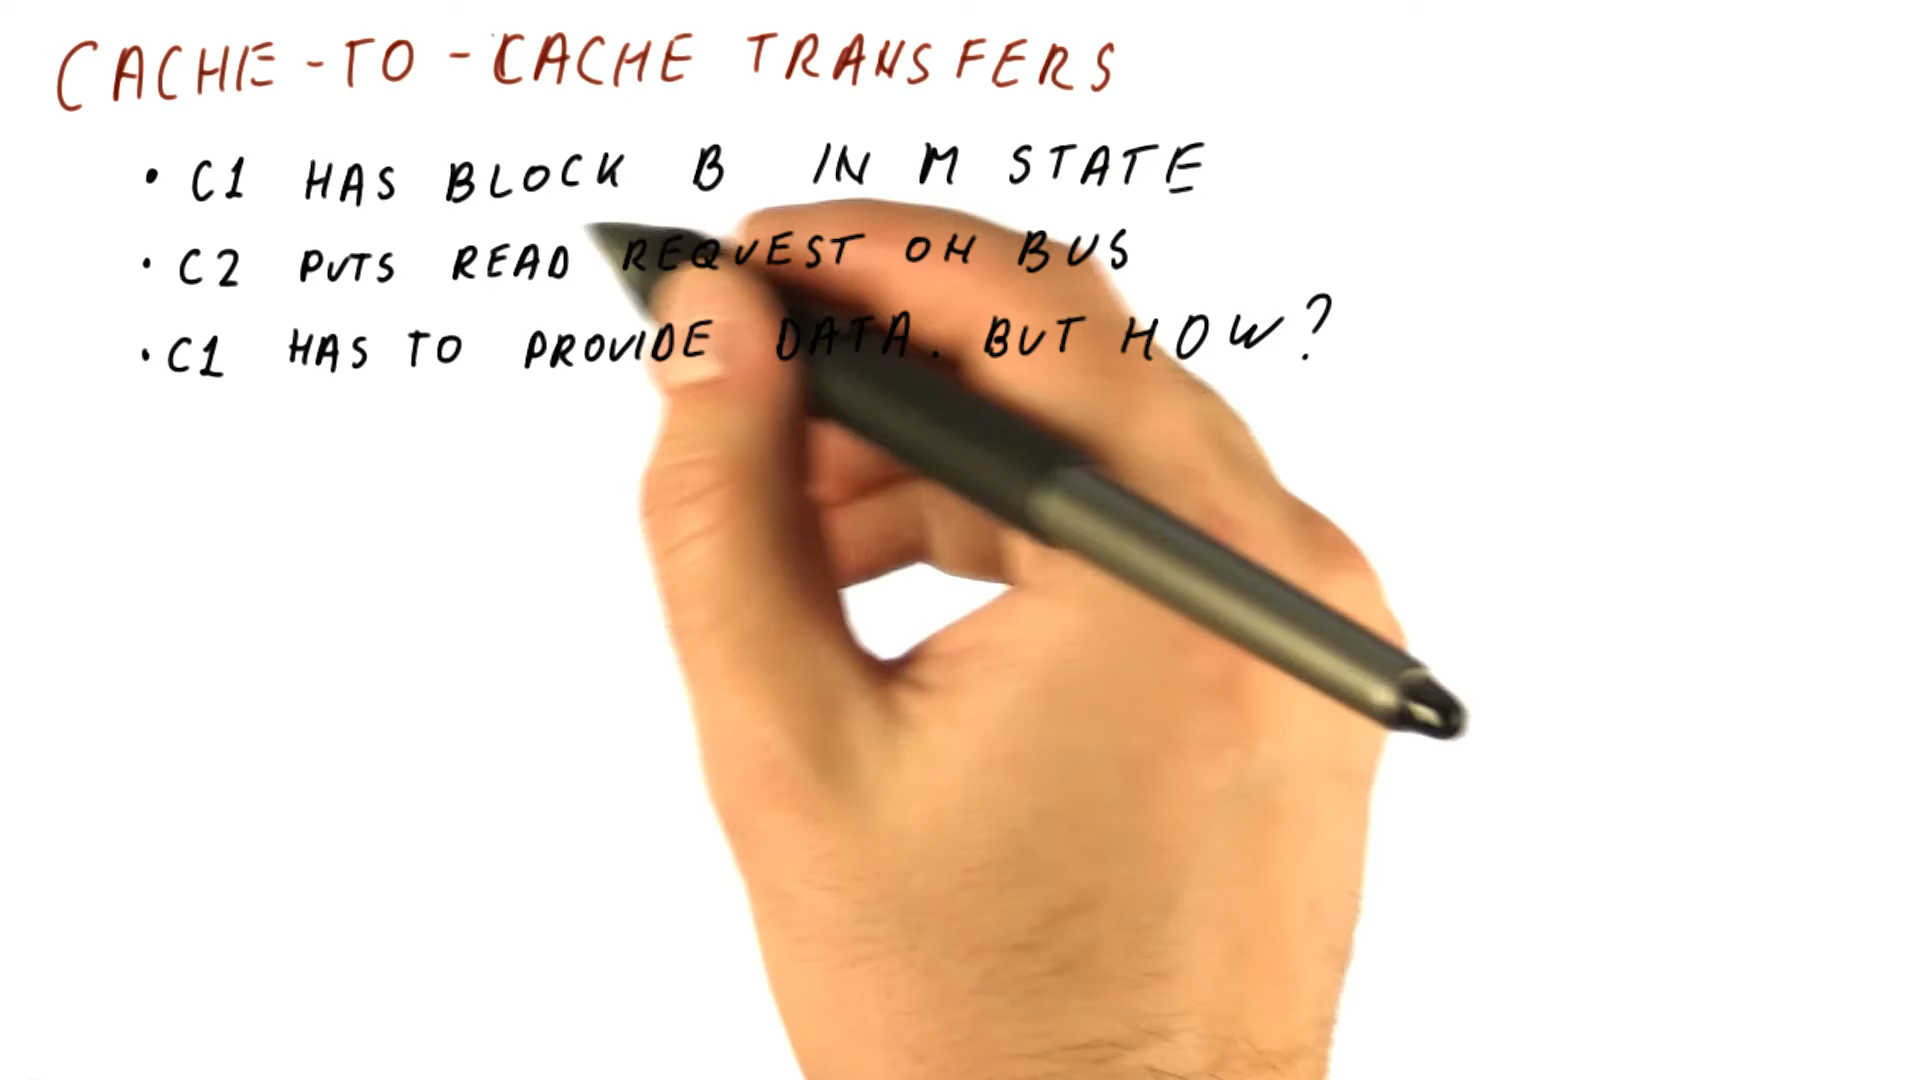 CACHE-TO-CACHE TRANSFERS
• C1 HAS BLOCK B IN M STATE
• C2 PUTS READ REQUEST ON BUS
• C1 HAS TO PROVIDE DATA. BUT HOW?